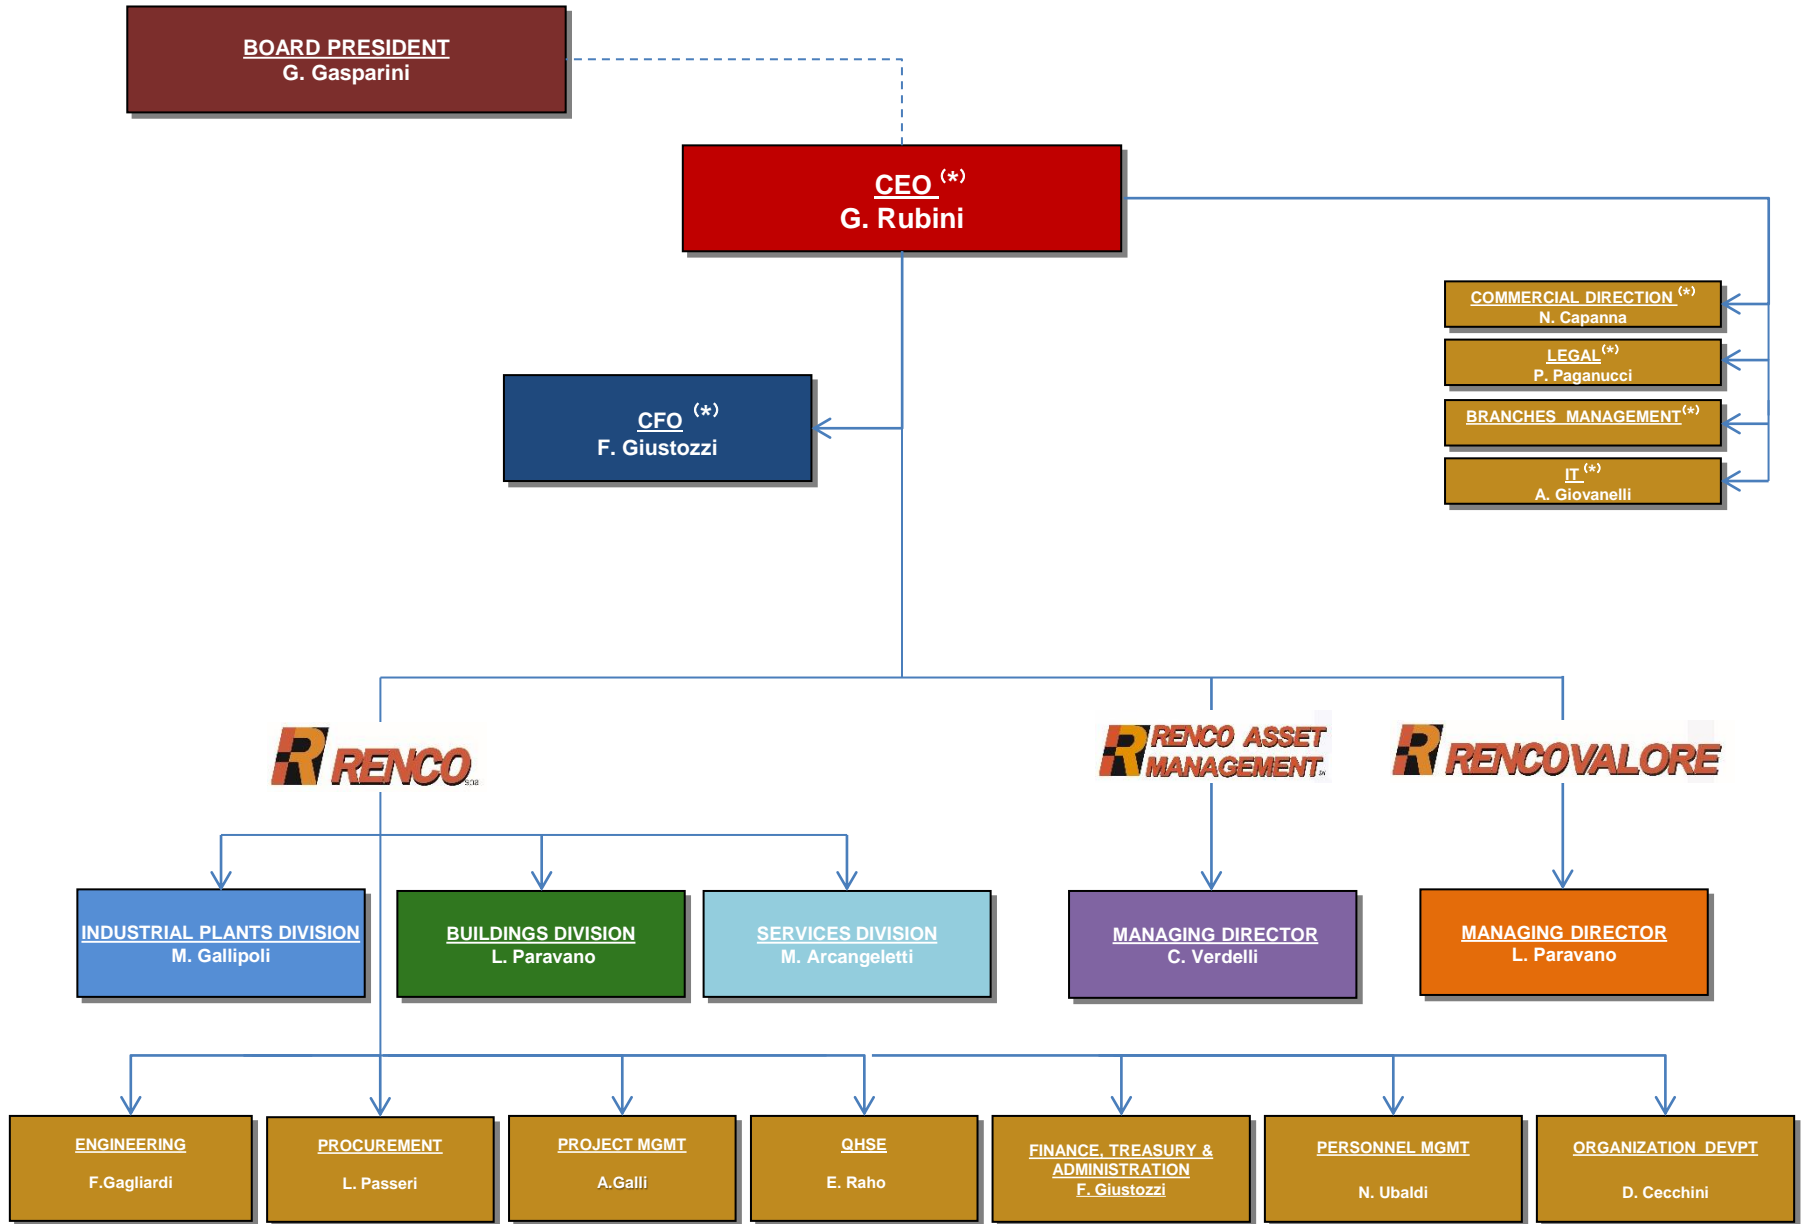 BOARD PRESIDENT
G. Gasparini
CEO (*)
G. Rubini
COMMERCIAL DIRECTION (*)
N. Capanna
LEGAL(*)
P. Paganucci
BRANCHES MANAGEMENT(*)
IT (*)
A. Giovanelli
CFO (*)
F. Giustozzi
RENCO
RENCO ASSET
MANAGEMENT
RENCOVALORE
INDUSTRIAL PLANTS DIVISION
M. Gallipoli
BUILDINGS DIVISION
L. Paravano
SERVICES DIVISION
M. Arcangeletti
MANAGING DIRECTOR
C. Verdelli
MANAGING DIRECTOR
L. Paravano
ENGINEERING
F.Gagliardi
PROCUREMENT
L. Passeri
PROJECT MGMT
A.Galli
QHSE
E. Raho
FINANCE, TREASURY &
ADMINISTRATION
F. Giustozzi
PERSONNEL MGMT
N. Ubaldi
ORGANIZATION DEVPT
D. Cecchini